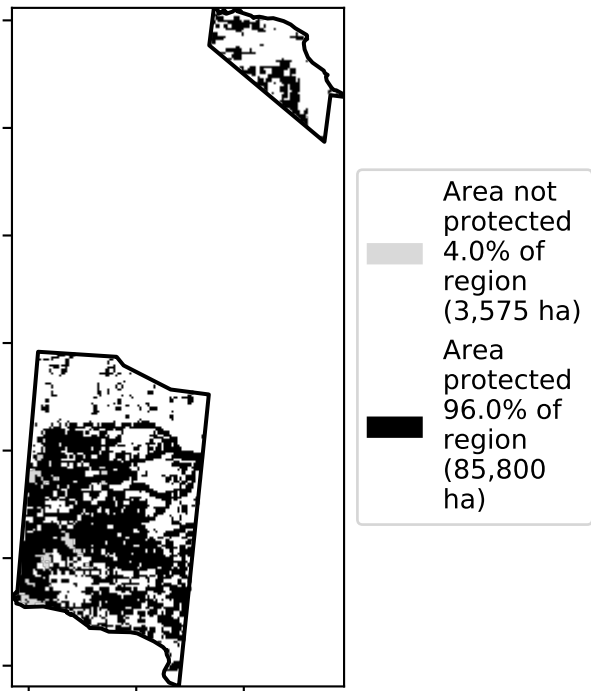 Area not
protected
4.0% of
region
(3,575 ha)
Area
protected
96.0% of
region
(85,800
ha)